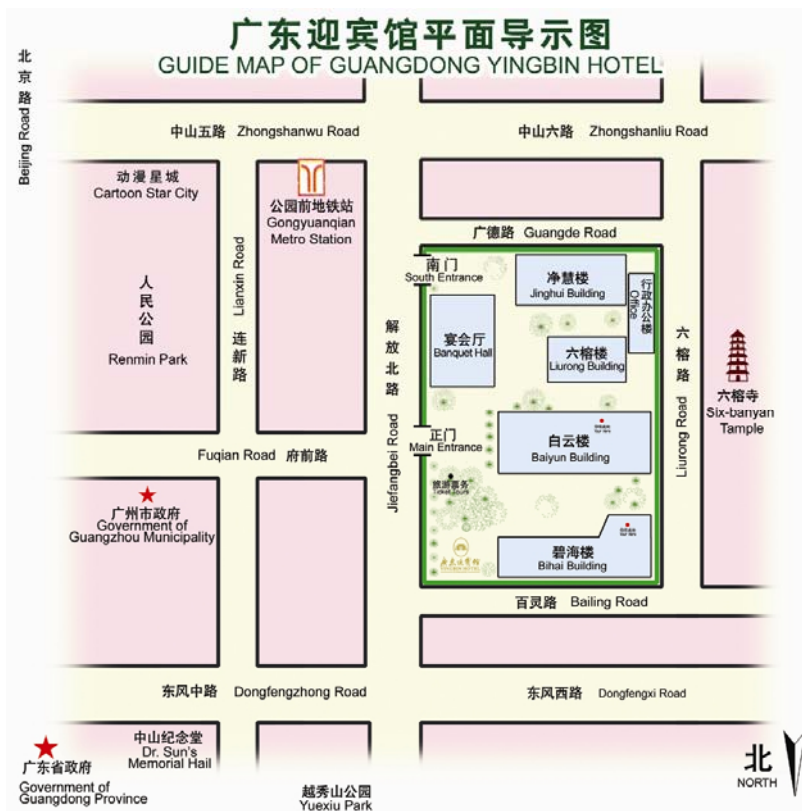 广东迎宾馆平面导示图
GUIDE MAP OF GUANGDONG YINGBIN HOTEL
北京路 Beijing Road
中山五路 Zhongshanwu Road
中山六路 Zhongshanliu Road
动漫星城
Cartoon Star City
公园前地铁站
Gongyuanqian
Metro Station
广德路 Guangde Road
南门
South Entrance
净慧楼
Jinghui Building
行政办公楼
Office
人民公园
Renmin Park
连新路 Lianxin Road
解放北路 Jiefangbei Road
宴会厅
Banquet Hall
六榕楼
Liurong Building
六榕路 Liurong Road
六榕寺
Six-banyan
Tample
正门
Main Entrance
白云楼
Baiyun Building
Fuqian Road 府前路
旅游票务
Ticket Tours
广州市政府
Government of
Guangzhou Municipality
碧海楼
Bihai Building
广东迎宾馆
YINGBIN HOTEL
百灵路 Bailing Road
东风中路 Dongfengzhong Road
东风西路 Dongfengxi Road
中山纪念堂
Dr. Sun's
Memorial Hail
广东省政府
Government of
Guangdong Province
越秀山公园
Yuexiu Park
北
NORTH